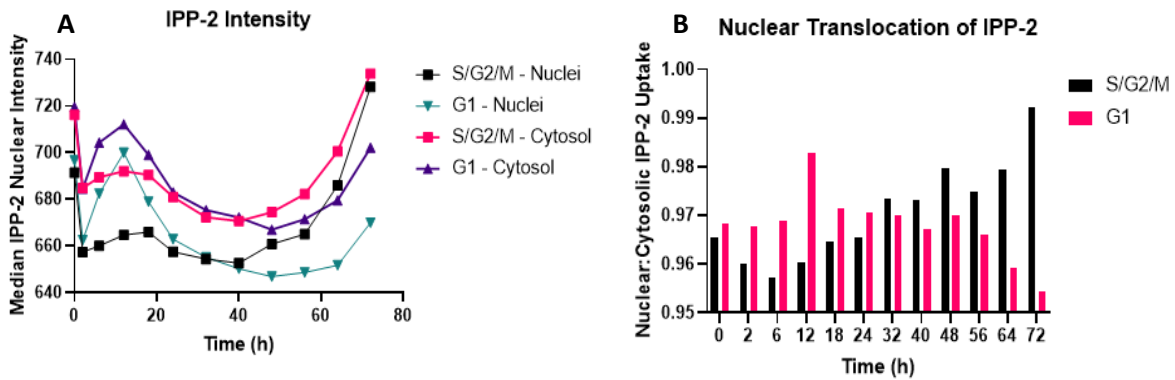 A
IPP-2 Intensity
Median IPP-2 Nuclear Intensity
740
720
700
680
660
640
0
20
40
60
80
Time (h)
S/G2/M - Nuclei
G1 - Nuclei
S/G2/M - Cytosol
G1 - Cytosol
B
Nuclear Translocation of IPP-2
Nuclear:Cytosolic IPP-2 Uptake
1.00
0.99
0.98
0.97
0.96
0.95
0
2
6
12
18
24
32
40
48
56
64
72
Time (h)
S/G2/M
G1